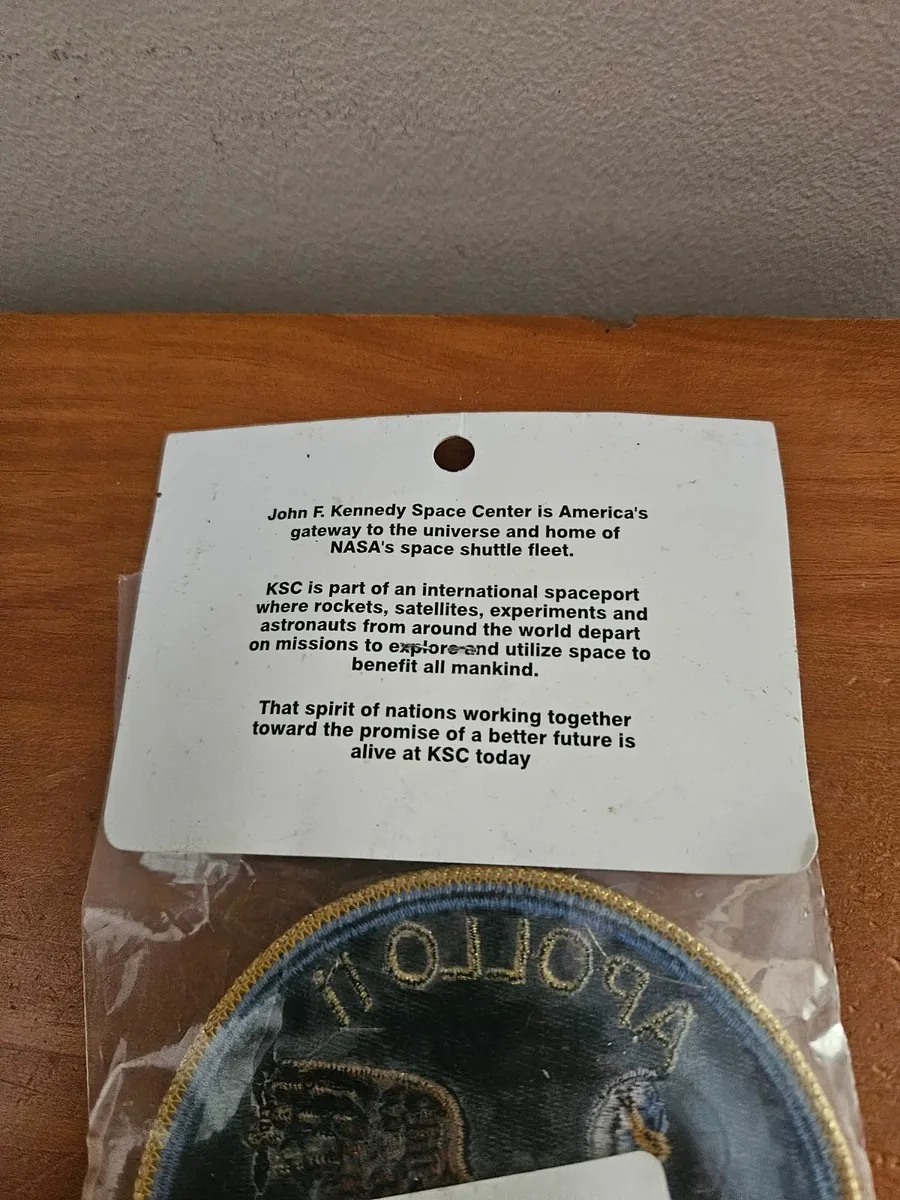 John F. Kennedy Space Center is America's
gateway to the universe and home of
NASA's space shuttle fleet.
KSC is part of an international spaceport
where rockets, satellites, experiments and
astronauts from around the world depart
on missions to explore and utilize space to
benefit all mankind.
That spirit of nations working together
toward the promise of a better future is
alive at KSC today
APOLLO 11